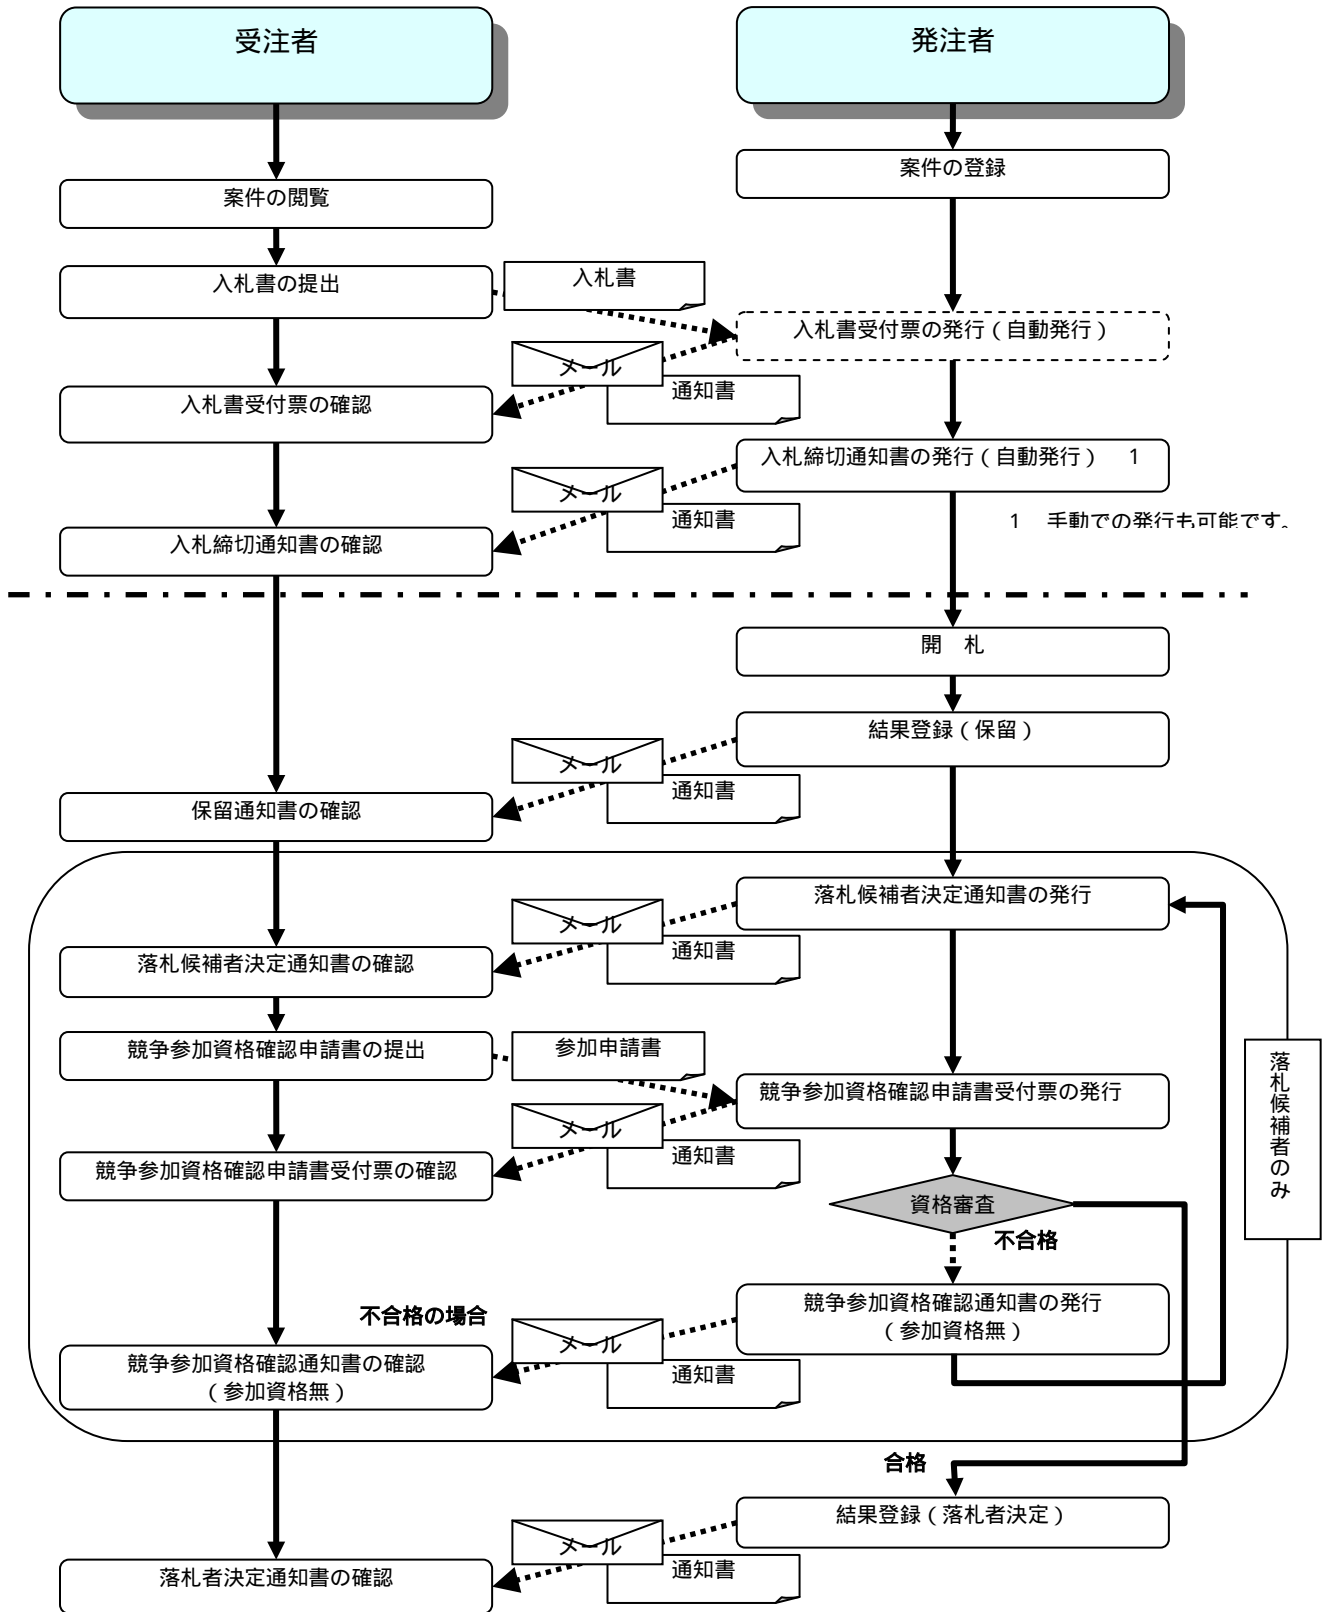 受注者
発注者
案件の登録
案件の閲覧
入札書の提出
入札書
入札書受付票の発行（自動発行）
メール
通知書
入札書受付票の確認
入札締切通知書の発行（自動発行）　1
メール
通知書
1　手動での発行も可能です。
入札締切通知書の確認
開　札
結果登録（保留）
メール
通知書
保留通知書の確認
落札候補者決定通知書の発行
メール
通知書
落札候補者決定通知書の確認
競争参加資格確認申請書の提出
参加申請書
落札候補者のみ
競争参加資格確認申請書受付票の発行
メール
通知書
競争参加資格確認申請書受付票の確認
資格審査
不合格
競争参加資格確認通知書の発行
（参加資格無）
不合格の場合
メール
通知書
競争参加資格確認通知書の確認
（参加資格無）
合格
結果登録（落札者決定）
メール
通知書
落札者決定通知書の確認